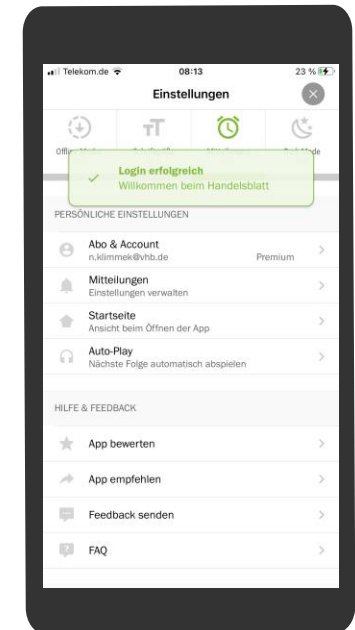 Telekom.de 08:13 23 %
Einstellungen
Login erfolgreich
Willkommen beim Handelsblatt
PERSÖNLICHE EINSTELLUNGEN
Abo & Account
n.klimmek@vhb.de Premium
Mitteilungen
Einstellungen verwalten
Startseite
Ansicht beim Öffnen der App
Auto-Play
Nächste Folge automatisch abspielen
HILFE & FEEDBACK
App bewerten
App empfehlen
Feedback senden
FAQ